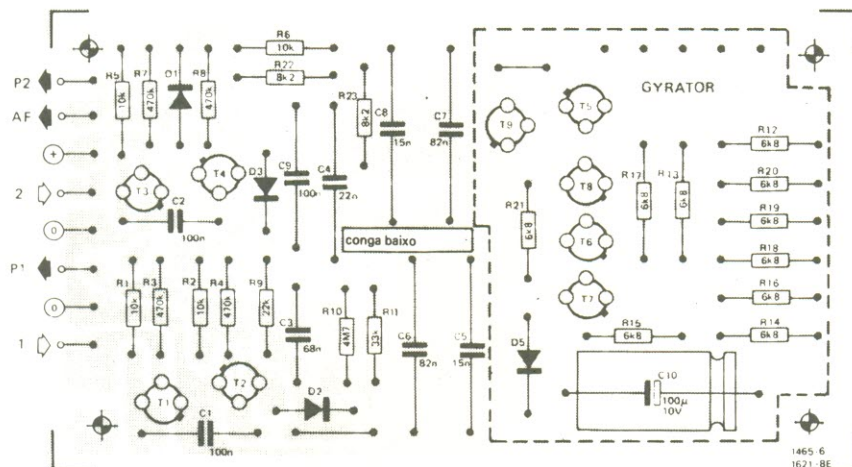 R6
10k
R22
8k2
R5
10k
R7
470k
D1
R8
470k
R23
8k2
C8
15n
C7
82n
P2
AF
+
2
0
P1
0
1
T3
T4
D3
C9
100n
C4
22n
C2
100n
conga baixo
R1
10k
R3
470k
R2
10k
R4
470k
R9
22k
C3
68n
R10
4M7
R11
33k
C6
82n
C5
15n
T1
T2
D2
C1
100n
GYRATOR
T9
T5
T8
T6
T7
R21
6k8
R17
6k8
R13
6k8
R12
6k8
R20
6k8
R19
6k8
R18
6k8
R16
6k8
R14
6k8
R15
6k8
D5
C10
100µ
10V
1465-6
1621-8E